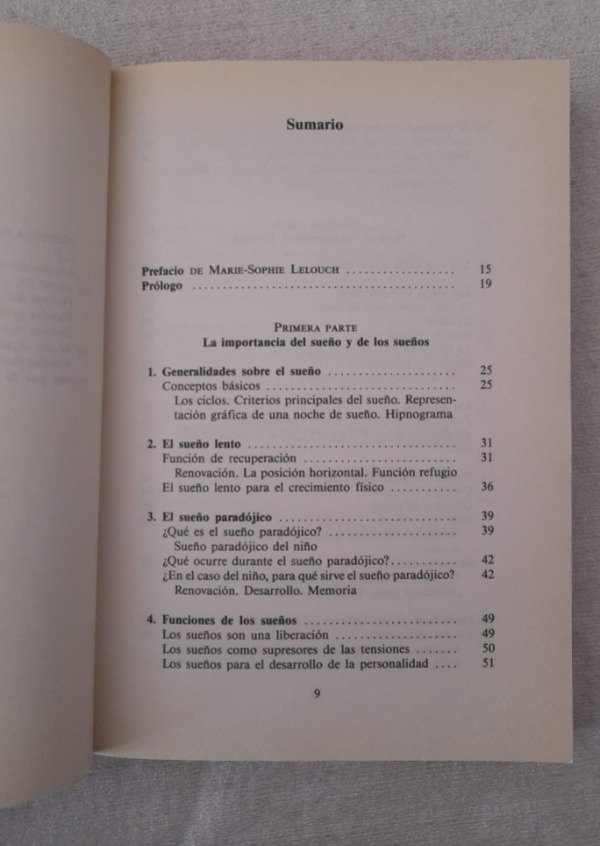 Sumario
Prefacio DE MARIE-SOPHIE LELOUCH .................. 15
Prólogo ........................................... 19
PRIMERA PARTE
La importancia del sueño y de los sueños
1. Generalidades sobre el sueño .................... 25
Conceptos básicos ............................. 25
Los ciclos. Criterios principales del sueño. Represen-
tación gráfica de una noche de sueño. Hipnograma
2. El sueño lento ................................ 31
Función de recuperación ........................ 31
Renovación. La posición horizontal. Función refugio
El sueño lento para el crecimiento físico .......... 36
3. El sueño paradójico ........................... 39
¿Qué es el sueño paradójico? .................... 39
Sueño paradójico del niño
¿Qué ocurre durante el sueño paradójico?.......... 42
¿En el caso del niño, para qué sirve el sueño paradójico? 42
Renovación. Desarrollo. Memoria
4. Funciones de los sueños ....................... 49
Los sueños son una liberación ................... 49
Los sueños como supresores de las tensiones ....... 50
Los sueños para el desarrollo de la personalidad .... 51
9